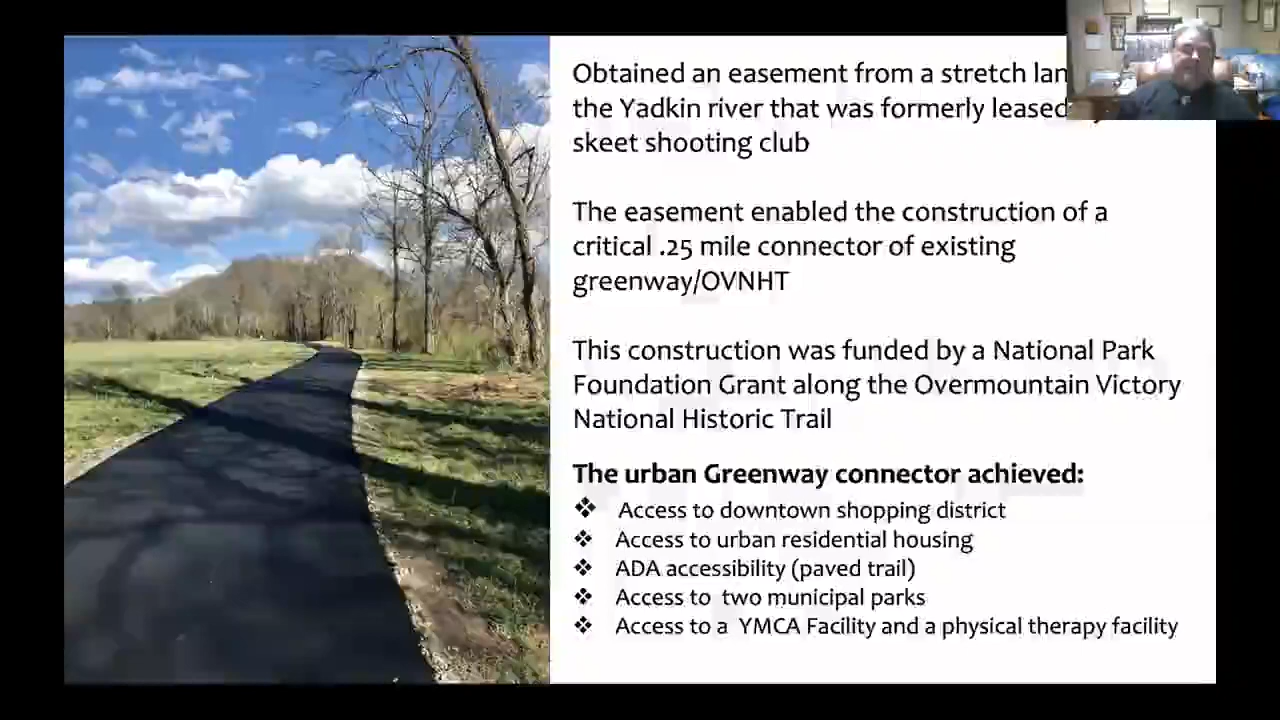 Obtained an easement from a stretch
the Yadkin river that was formerly leased
skeet shooting club
The easement enabled the construction of a
critical .25 mile connector of existing
greenway/OVNHT
This construction was funded by a National Park
Foundation Grant along the Overmountain Victory
National Historic Trail
The urban Greenway connector achieved:
❖ Access to downtown shopping district
❖ Access to urban residential housing
❖ ADA accessibility (paved trail)
❖ Access to two municipal parks
❖ Access to a YMCA Facility and a physical therapy facility